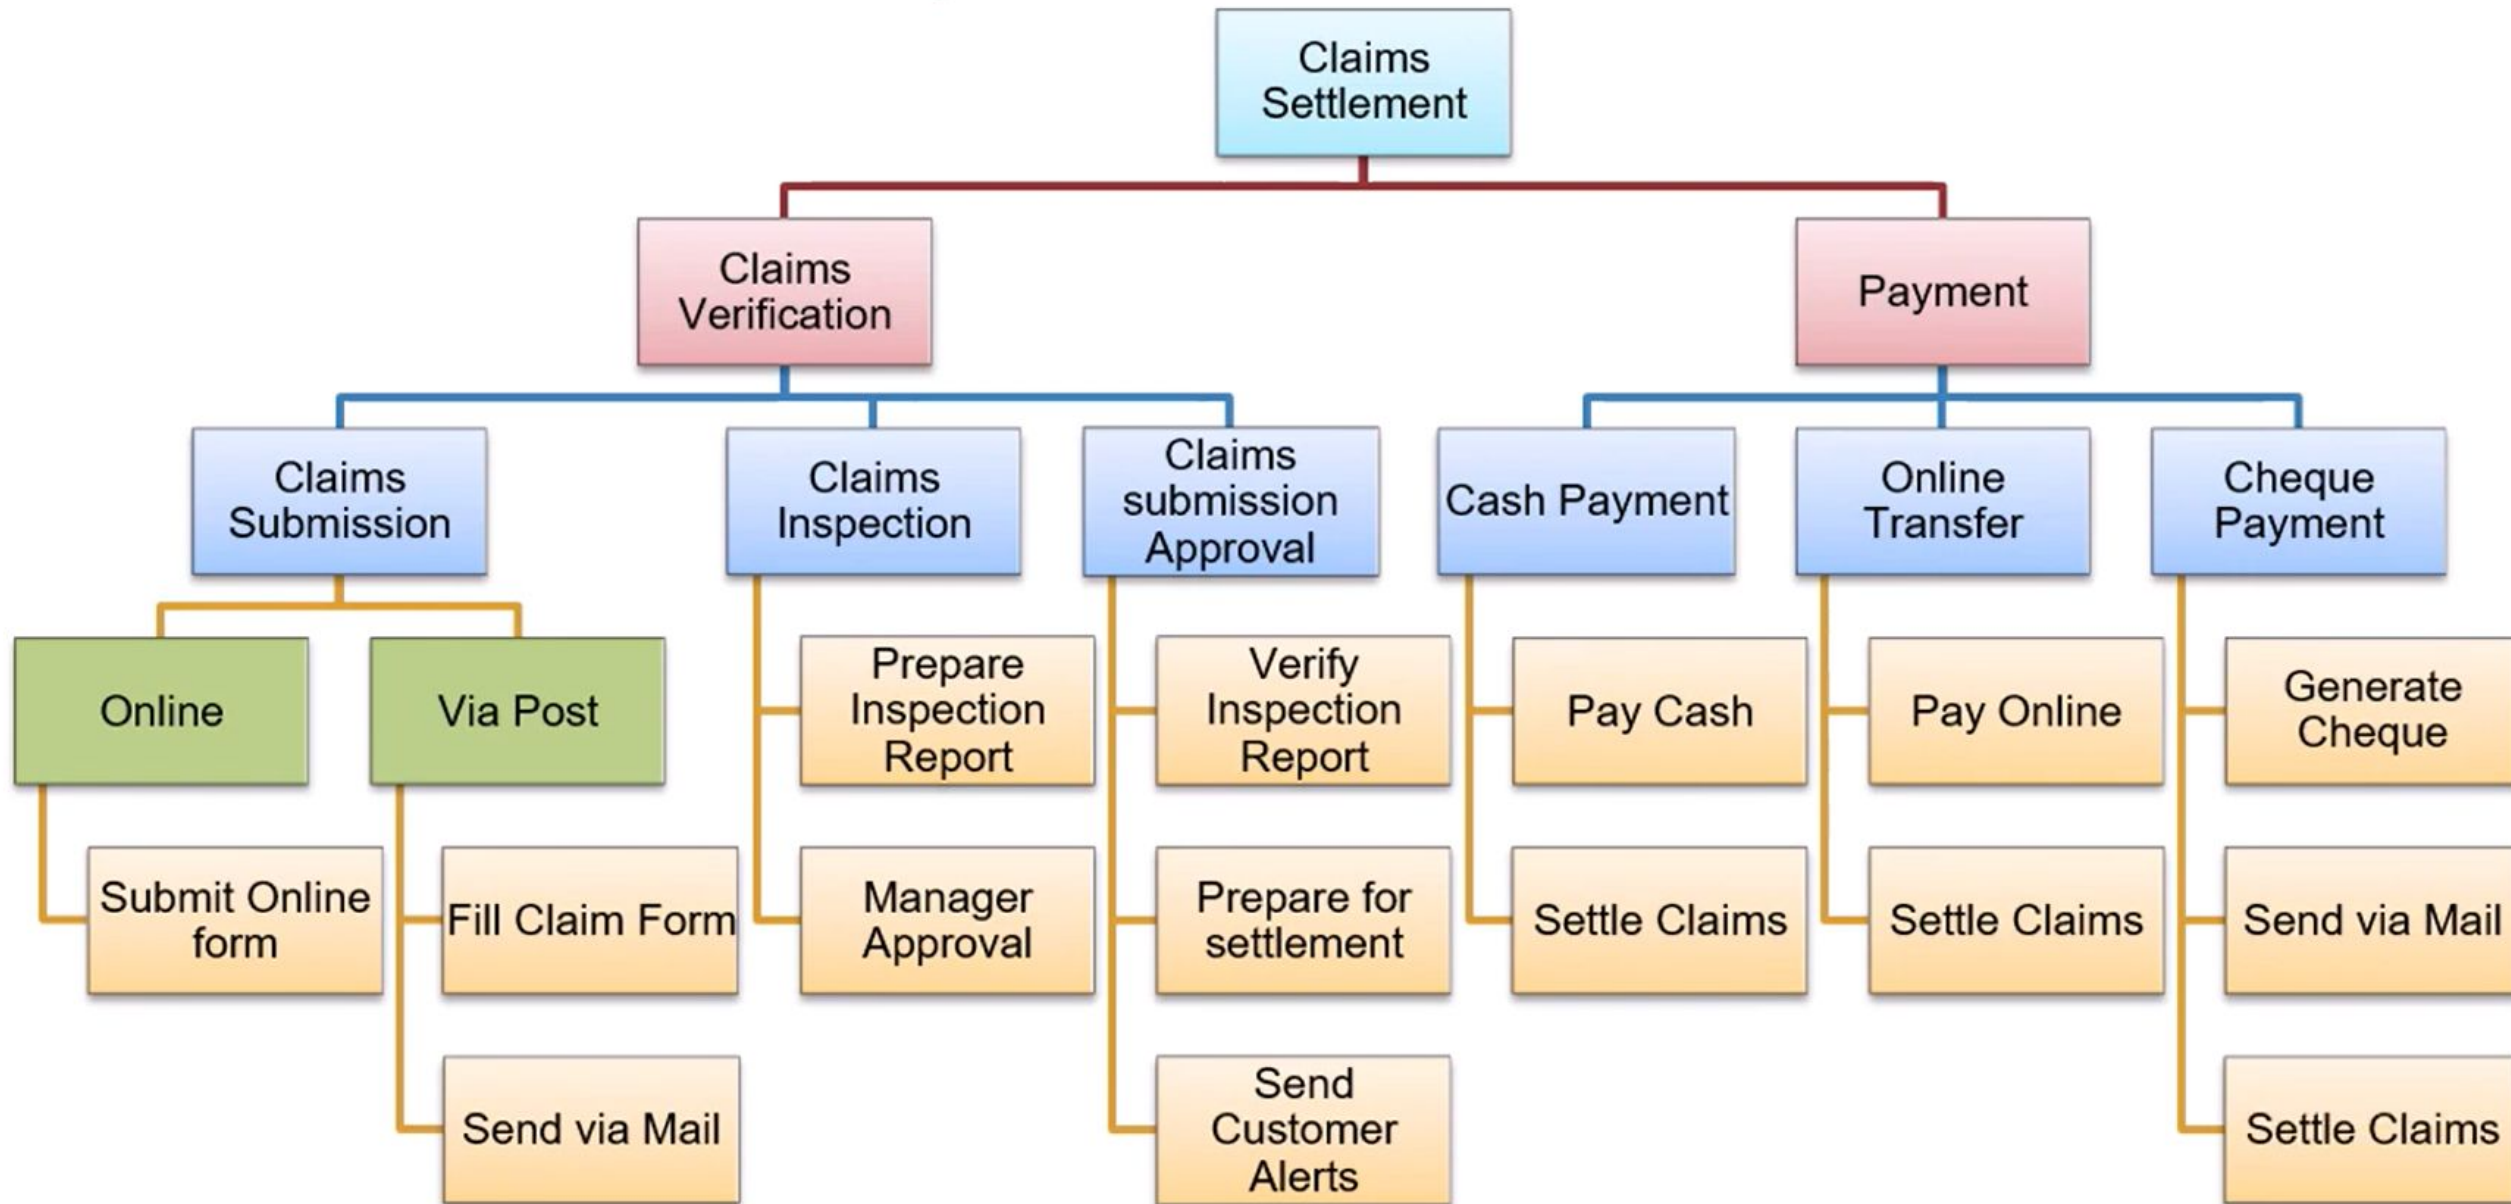 Claims
Settlement
Claims
Verification
Payment
Claims
Submission
Claims
Inspection
Claims
submission
Approval
Cash Payment
Online
Transfer
Cheque
Payment
Online
Via Post
Prepare
Inspection
Report
Verify
Inspection
Report
Pay Cash
Pay Online
Generate
Cheque
Submit Online
form
Fill Claim Form
Manager
Approval
Prepare for
settlement
Settle Claims
Settle Claims
Send via Mail
Send via Mail
Send
Customer
Alerts
Settle Claims